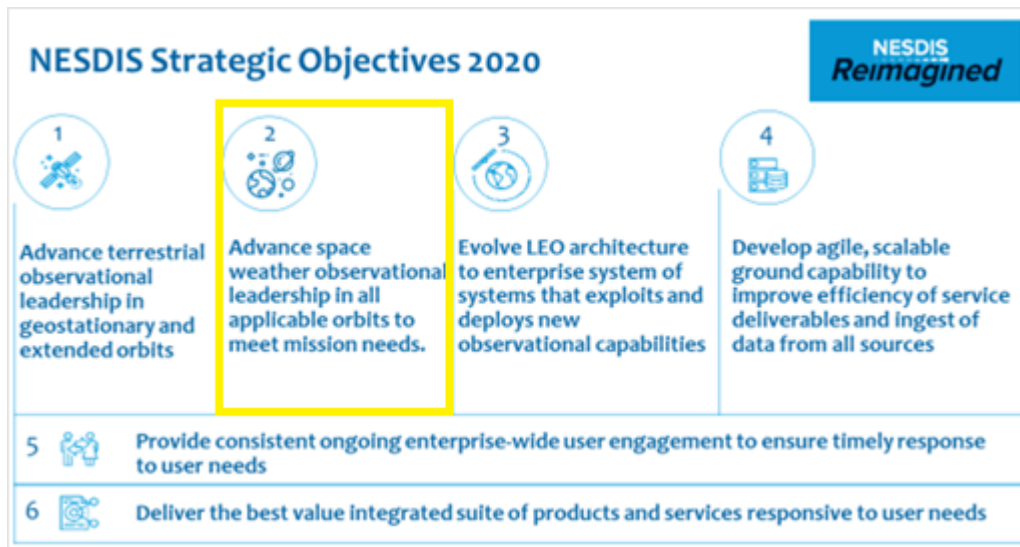 NESDIS Strategic Objectives 2020
NESDIS
Reimagined
1
Advance terrestrial
observational
leadership in
geostationary and
extended orbits
2
Advance space
weather observational
leadership in all
applicable orbits to
meet mission needs.
3
Evolve LEO architecture
to enterprise system of
systems that exploits and
deploys new
observational capabilities
4
Develop agile, scalable
ground capability to
improve efficiency of service
deliverables and ingest of
data from all sources
5
Provide consistent ongoing enterprise-wide user engagement to ensure timely response
to user needs
6
Deliver the best value integrated suite of products and services responsive to user needs